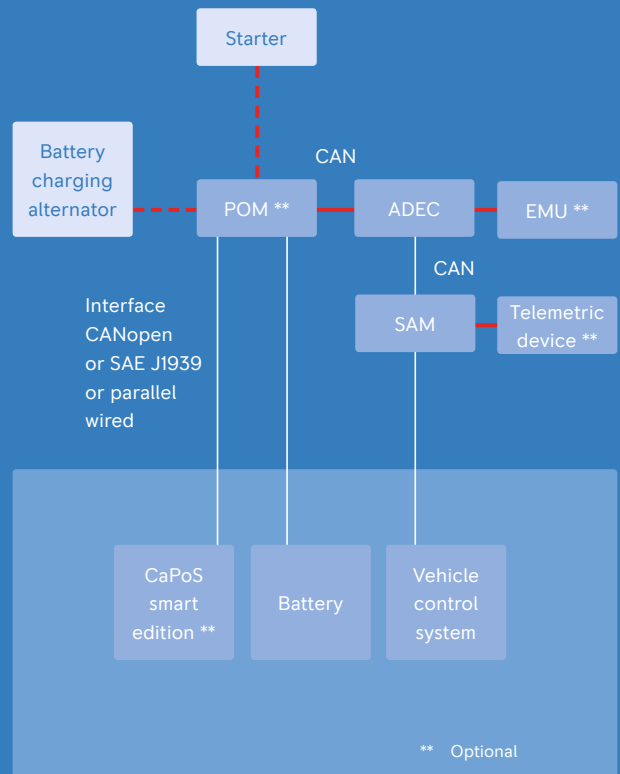 Starter
Battery
charging
alternator
CAN
POM **
ADEC
EMU **
CAN
Interface
CANopen
or SAE J1939
or parallel
wired
SAM
Telemetric
device **
CaPoS
smart
edition **
Battery
Vehicle
control
system
** Optional